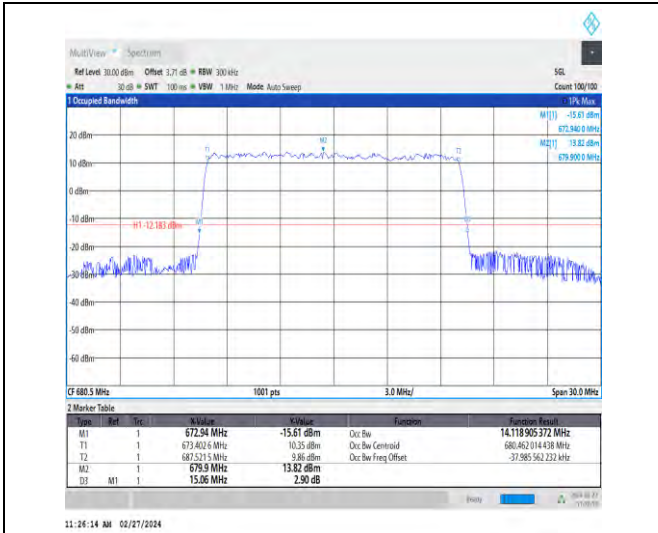 MultiView Spectrum
Ref Level 30.00 dBm Offset 3.71 dB RBW 300 kHz SGL
Att 30 dB SWT 100 ms VBW 1 MHz Mode Auto Sweep Count 100/100
1 Occupied Bandwidth 1Pk Max
M1[1] -15.61 dBm
672.940 0 MHz
M2[1] 13.82 dBm
679.900 0 MHz
20 dBm
T1 M2 T2
10 dBm
0 dBm
-10 dBm
H1 -12.183 dBm M1
-20 dBm
-30 dBm
-40 dBm
-50 dBm
-60 dBm
CF 680.5 MHz 1001 pts 3.0 MHz/ Span 30.0 MHz
2 Marker Table
Type Ref Trc X-Value Y-Value Function Function Result
M1 1 672.94 MHz -15.61 dBm Occ Bw 14.118 905 372 MHz
T1 1 673.402 6 MHz 10.35 dBm Occ Bw Centroid 680.462 014 438 MHz
T2 1 687.521 5 MHz 9.86 dBm Occ Bw Freq Offset -37.985 562 232 kHz
M2 1 679.9 MHz 13.82 dBm
D3 M1 1 15.06 MHz 2.90 dB
11:26:14 AM 02/27/2024